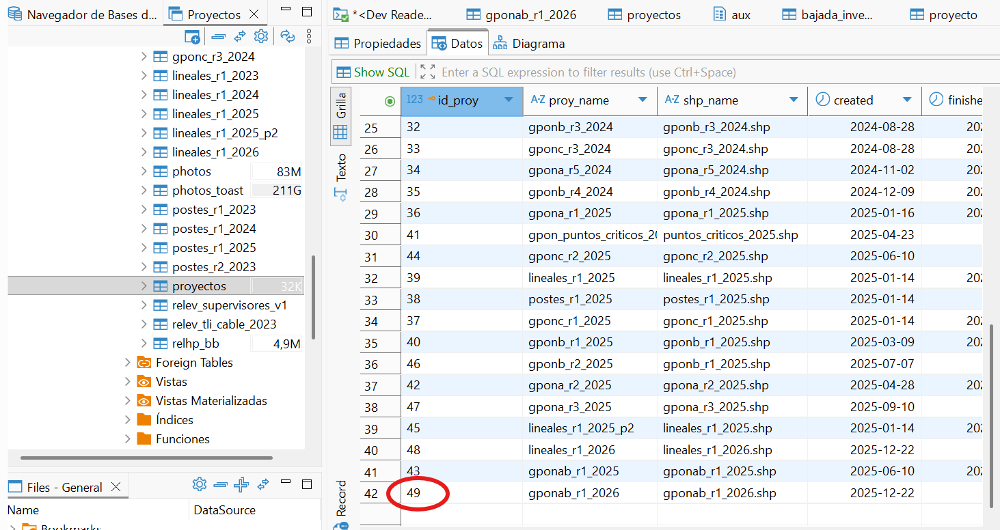 Navegador de Bases d... Proyectos
gponc_r3_2024
lineales_r1_2023
lineales_r1_2024
lineales_r1_2025
lineales_r1_2025_p2
lineales_r1_2026
photos 83M
photos_toast 211G
postes_r1_2023
postes_r1_2024
postes_r1_2025
postes_r2_2023
proyectos 32K
relev_supervisores_v1
relev_tli_cable_2023
relhp_bb 4,9M
Foreign Tables
Vistas
Vistas Materializadas
Índices
Funciones
Files - General
Name DataSource
Bookmarks
*<Dev Reade... gponab_r1_2026 proyectos aux bajada_inve... proyecto
Propiedades Datos Diagrama
Show SQL Enter a SQL expression to filter results (use Ctrl+Space)
Grilla
Texto
Record
123 id_proy A-Z proy_name A-Z shp_name created finishe
25 32 gponb_r3_2024 gponb_r3_2024.shp 2024-08-28 202
26 33 gponc_r3_2024 gponc_r3_2024.shp 2024-08-28 202
27 34 gpona_r5_2024 gpona_r5_2024.shp 2024-11-02 202
28 35 gponb_r4_2024 gponb_r4_2024.shp 2024-12-09 202
29 36 gpona_r1_2025 gpona_r1_2025.shp 2025-01-16 202
30 41 gpon_puntos_criticos_20 puntos_criticos_2025.shp 2025-04-23
31 44 gponc_r2_2025 gponc_r2_2025.shp 2025-06-10
32 39 lineales_r1_2025 lineales_r1_2025.shp 2025-01-14 202
33 38 postes_r1_2025 postes_r1_2025.shp 2025-01-14
34 37 gponc_r1_2025 gponc_r1_2025.shp 2025-01-14 202
35 40 gponb_r1_2025 gponb_r1_2025.shp 2025-03-09 202
36 46 gponb_r2_2025 gponb_r1_2025.shp 2025-07-07
37 42 gpona_r2_2025 gpona_r2_2025.shp 2025-04-28 202
38 47 gpona_r3_2025 gpona_r3_2025.shp 2025-09-10
39 45 lineales_r1_2025_p2 lineales_r1_2025.shp 2025-01-14 202
40 48 lineales_r1_2026 lineales_r1_2026.shp 2025-12-22
41 43 gponab_r1_2025 gponab_r1_2025.shp 2025-06-10 202
42 49 gponab_r1_2026 gponab_r1_2026.shp 2025-12-22